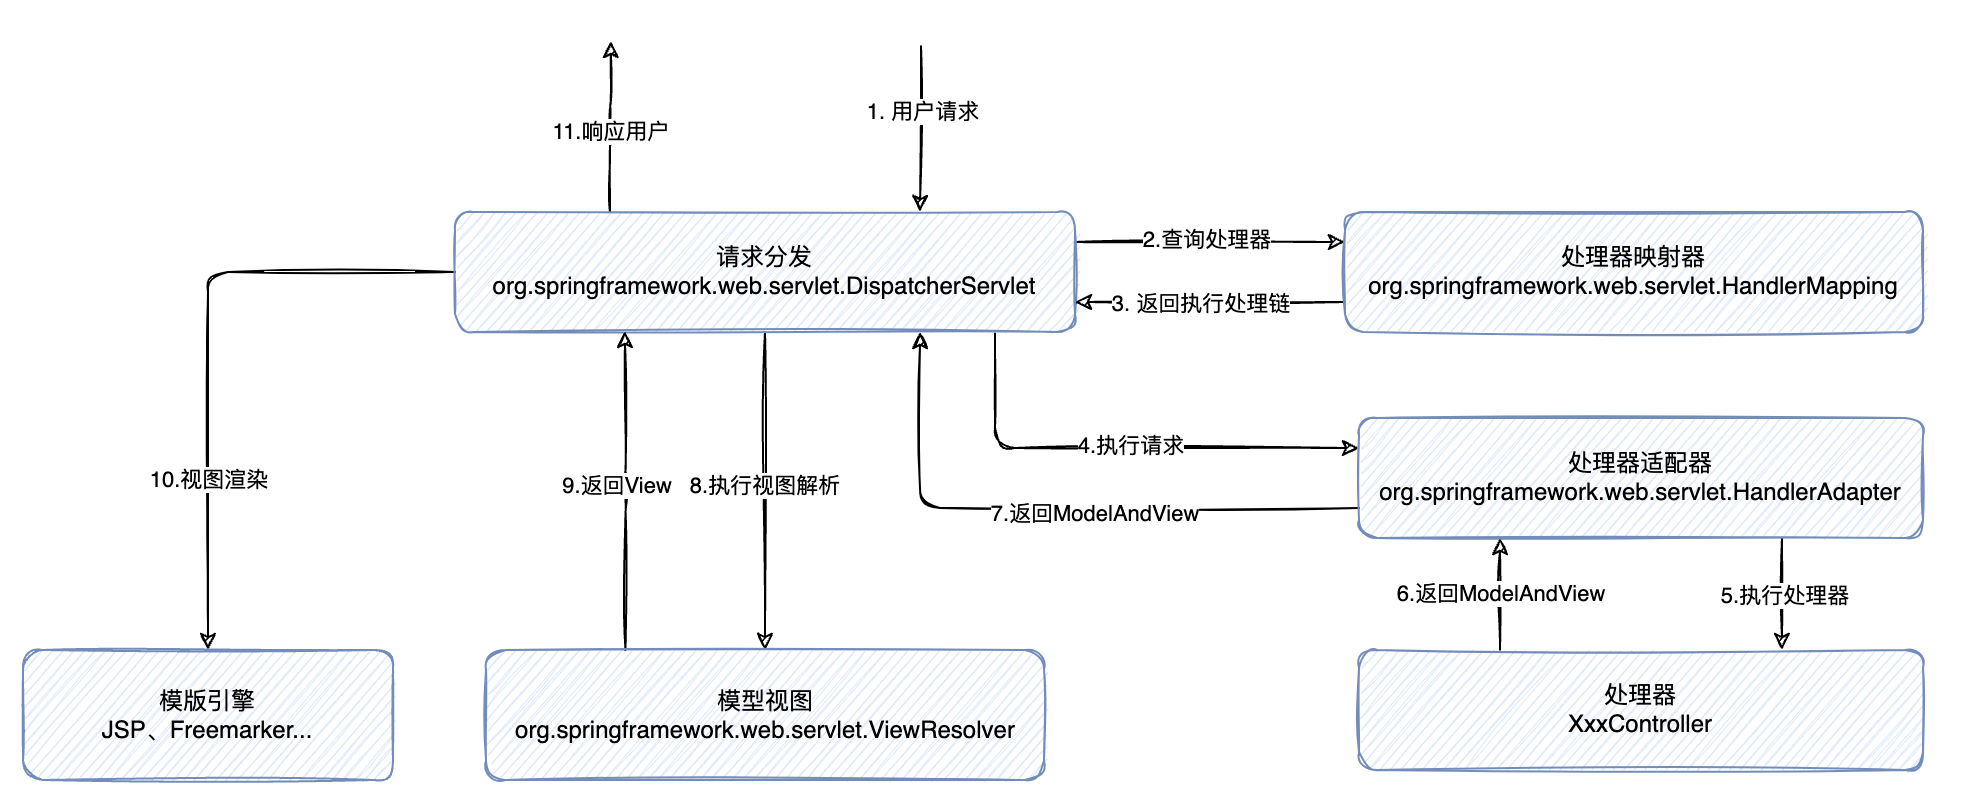 11.响应用户
1. 用户请求
请求分发
org.springframework.web.servlet.DispatcherServlet
2.查询处理器
3. 返回执行处理链
处理器映射器
org.springframework.web.servlet.HandlerMapping
4.执行请求
7.返回ModelAndView
处理器适配器
org.springframework.web.servlet.HandlerAdapter
10.视图渲染
9.返回View
8.执行视图解析
6.返回ModelAndView
5.执行处理器
模版引擎
JSP、Freemarker...
模型视图
org.springframework.web.servlet.ViewResolver
处理器
XxxController